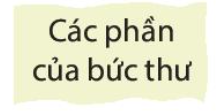 Các phần
của bức thư